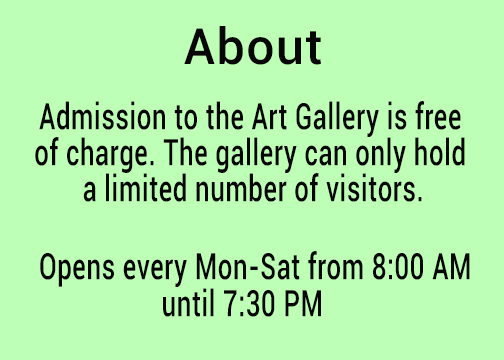 About
Admission to the Art Gallery is free
of charge. The gallery can only hold
a limited number of visitors.
Opens every Mon-Sat from 8:00 AM
until 7:30 PM